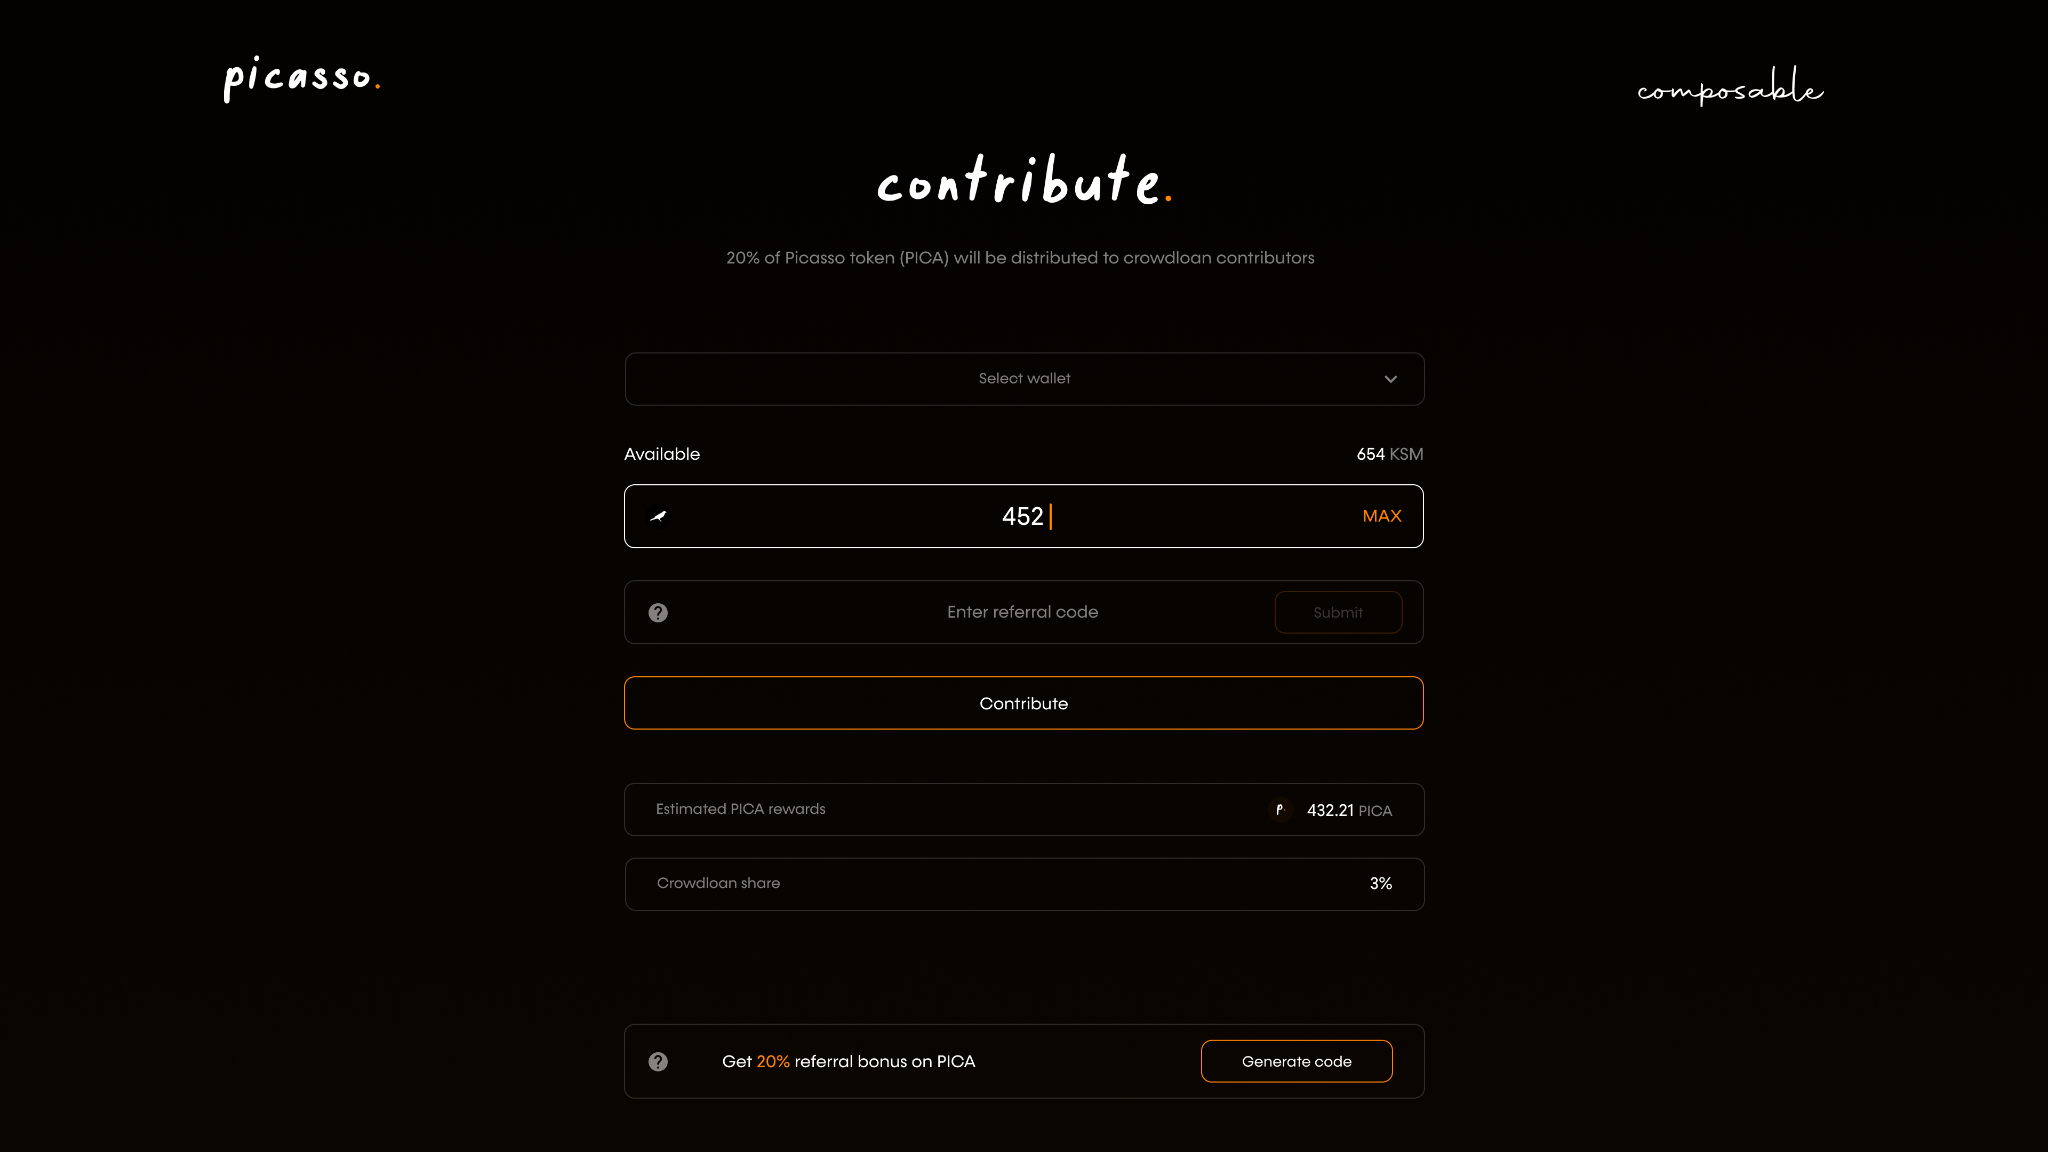 picasso.
composable
contribute.
20% of Picasso token (PICA) will be distributed to crowdloan contributors
Select wallet
Available 654 KSM
452 MAX
Enter referral code Submit
Contribute
Estimated PICA rewards p. 432.21 PICA
Crowdloan share 3%
Get 20% referral bonus on PICA Generate code